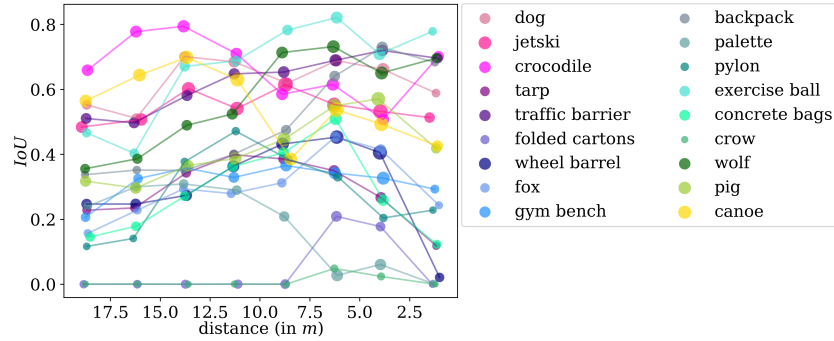 0.8
0.6
0.4
0.2
0.0
IoU
17.5 15.0 12.5 10.0 7.5 5.0 2.5
distance (in m)
dog
jetski
crocodile
tarp
traffic barrier
folded cartons
wheel barrel
fox
gym bench
backpack
palette
pylon
exercise ball
concrete bags
crow
wolf
pig
canoe